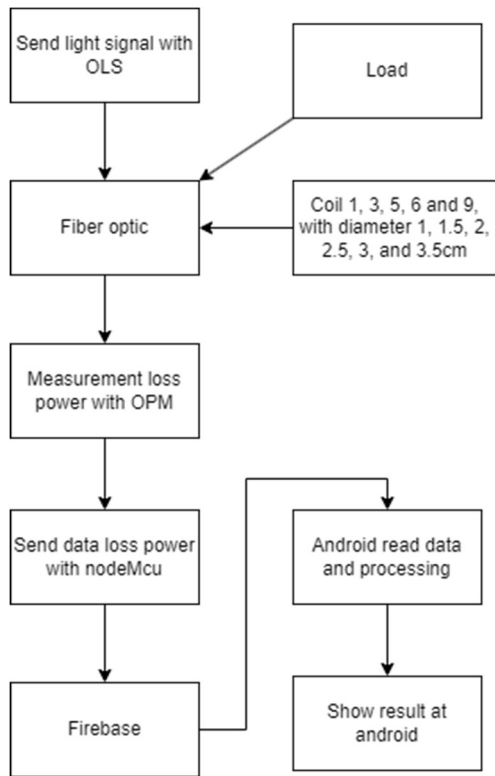 Send light signal with
OLS
Load
Fiber optic
Coil 1, 3, 5, 6 and 9,
with diameter 1, 1.5, 2,
2.5, 3, and 3.5cm
Measurement loss
power with OPM
Send data loss power
with nodeMcu
Android read data
and processing
Firebase
Show result at
android